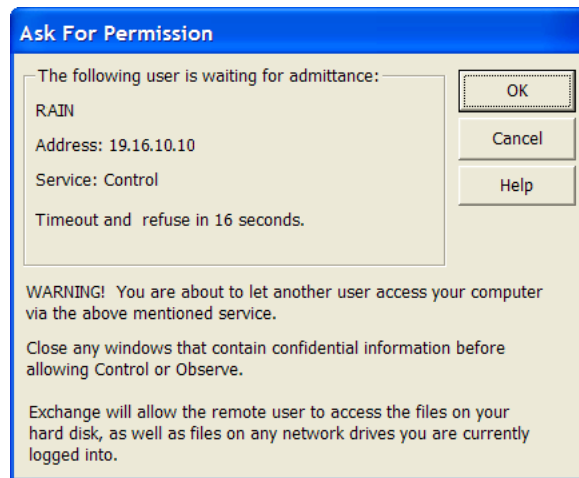 Ask For Permission
The following user is waiting for admittance:
OK
RAIN
Address: 19.16.10.10
Cancel
Service: Control
Help
Timeout and  refuse in 16 seconds.
WARNING!  You are about to let another user access your computer
via the above mentioned service.
Close any windows that contain confidential information before
allowing Control or Observe.
Exchange will allow the remote user to access the files on your
hard disk, as well as files on any network drives you are currently
logged into.